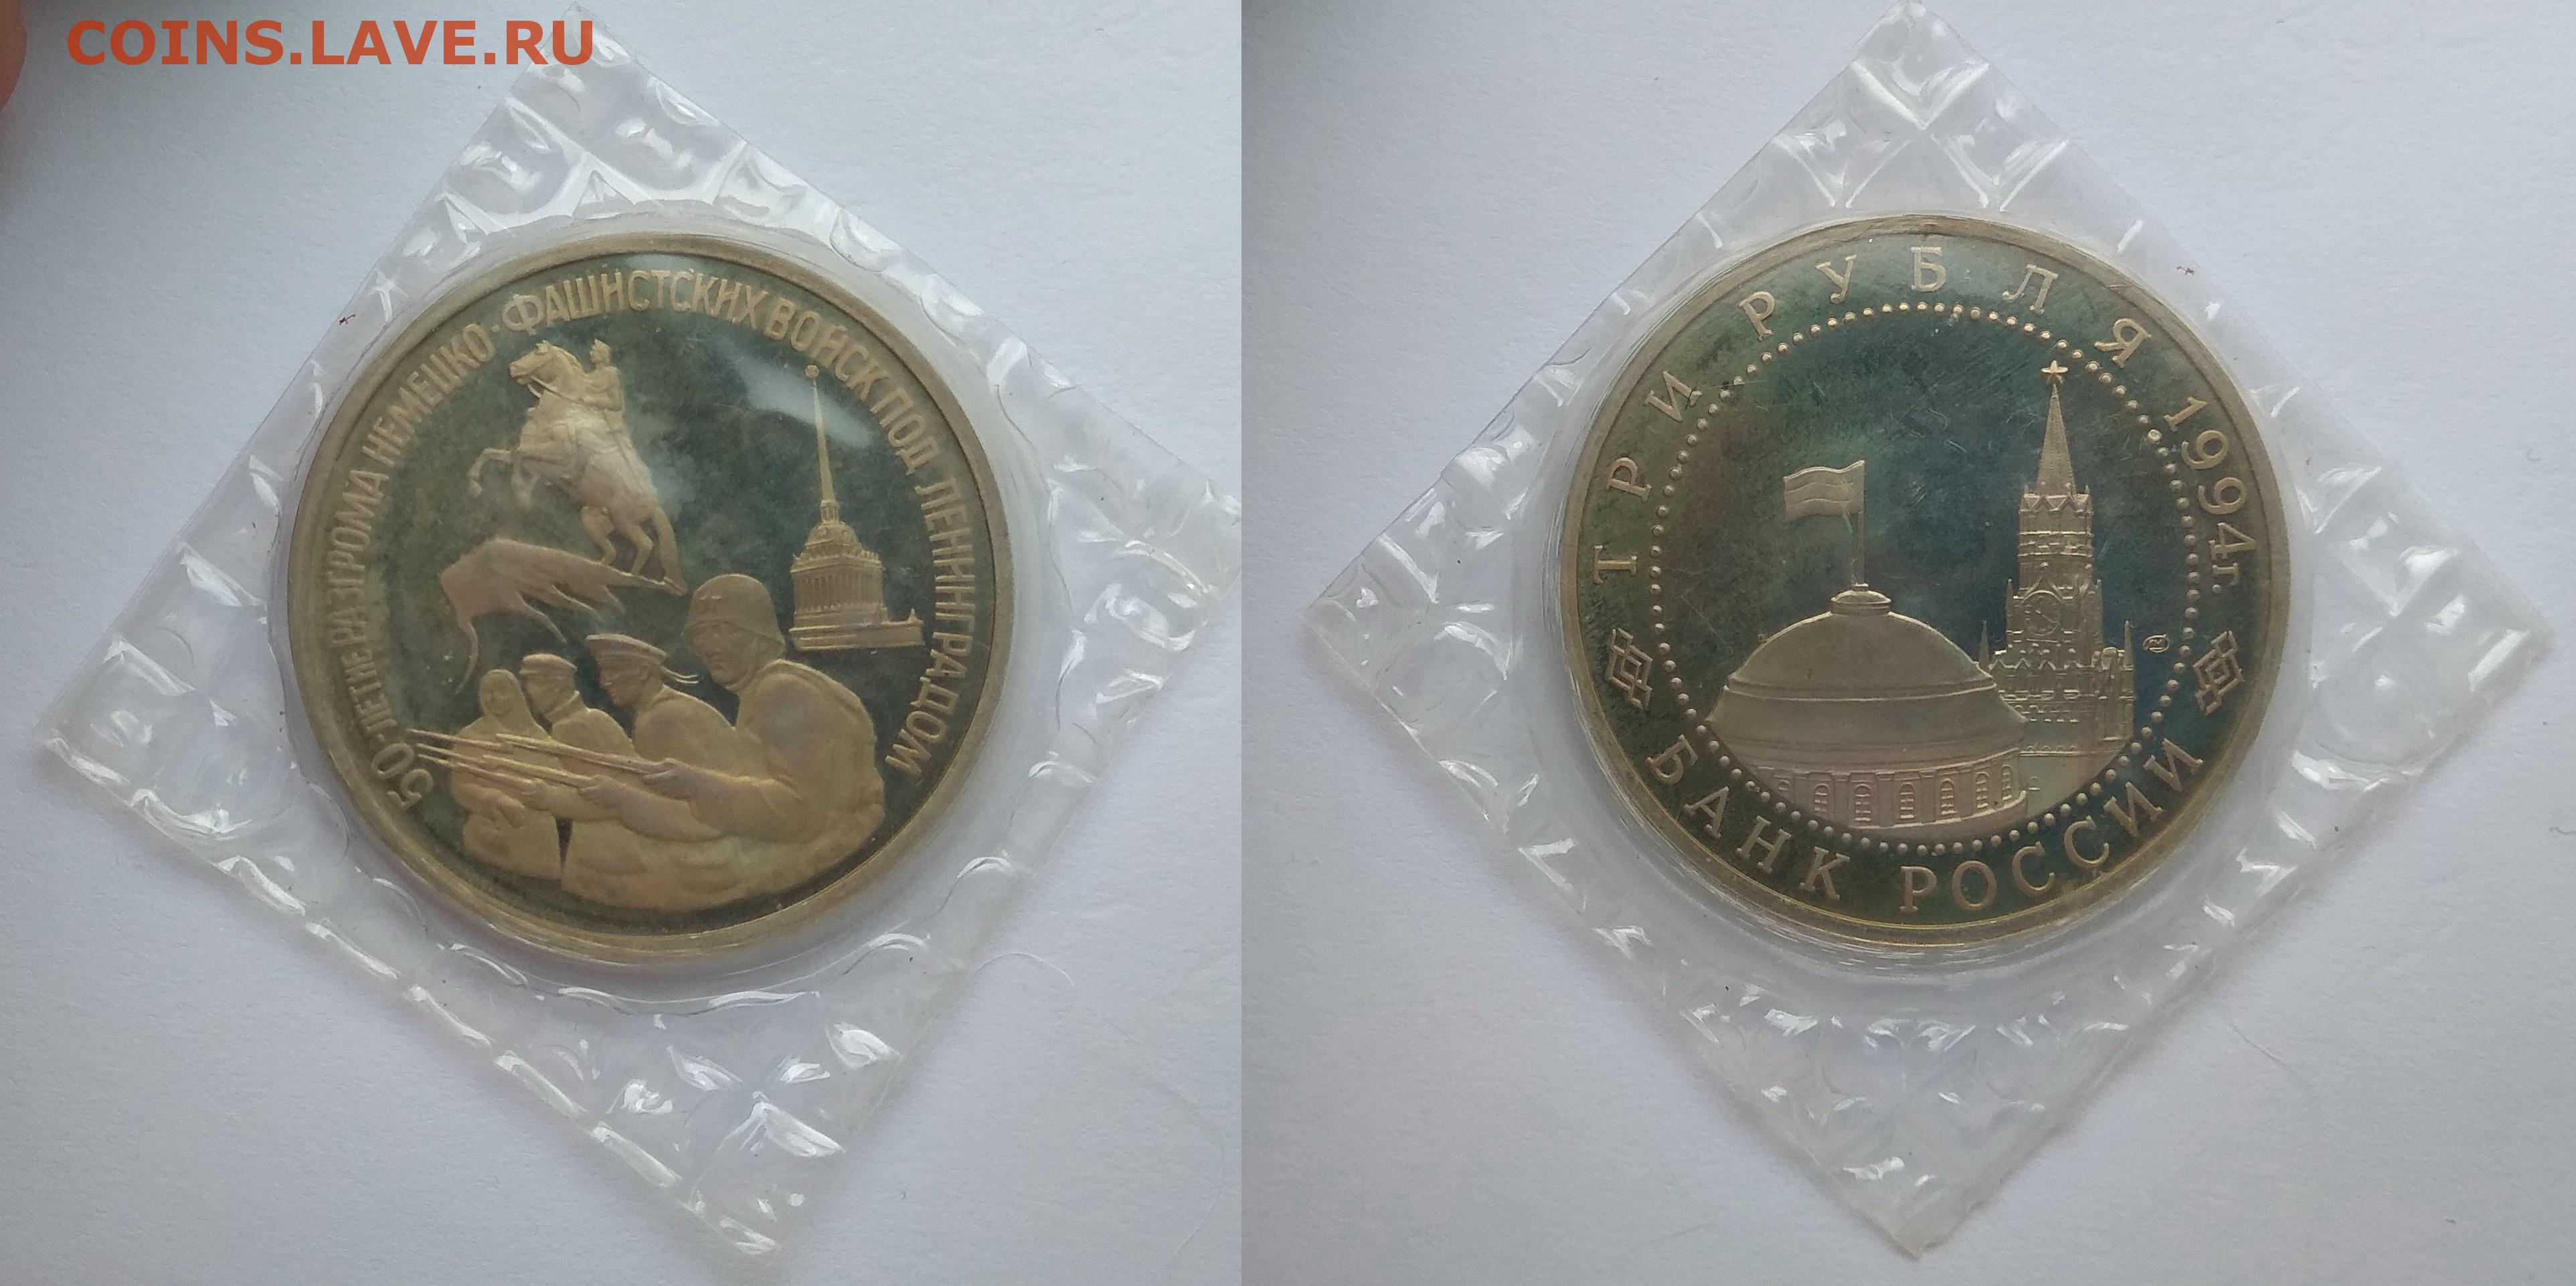 COINS.LAVE.RU
50-ЛЕТИЕ РАЗГРОМА НЕМЕЦКО-ФАШИСТСКИХ ВОЙСК ПОД ЛЕНИНГРАДОМ
ТРИ РУБЛЯ 1994г.
БАНК РОССИИ